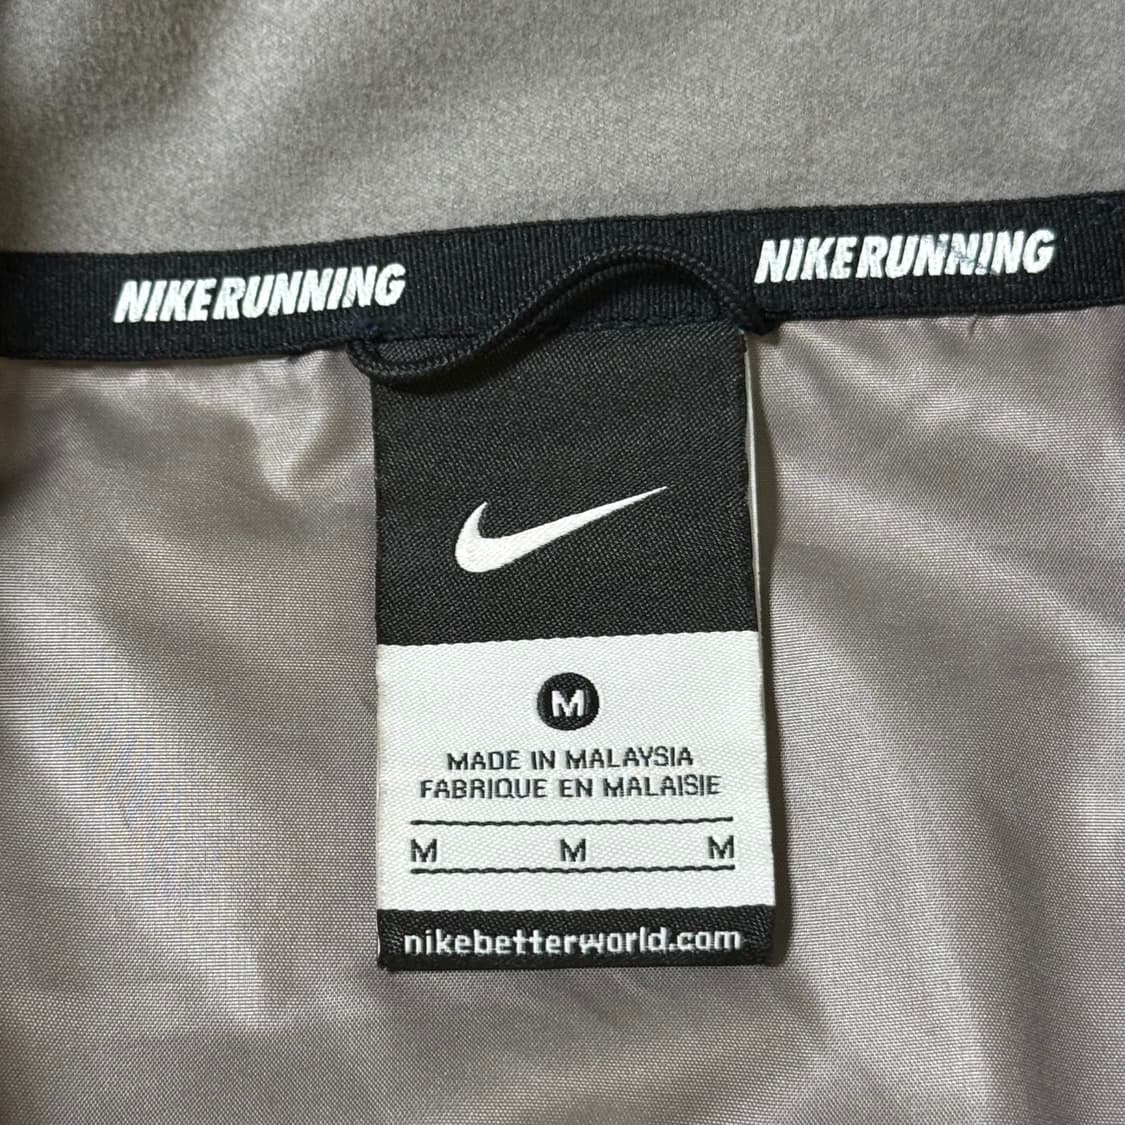 NIKERUNNING NIKERUNNING
M
MADE IN MALAYSIA
FABRIQUE EN MALAISIE
M M M
nikebetterworld.com